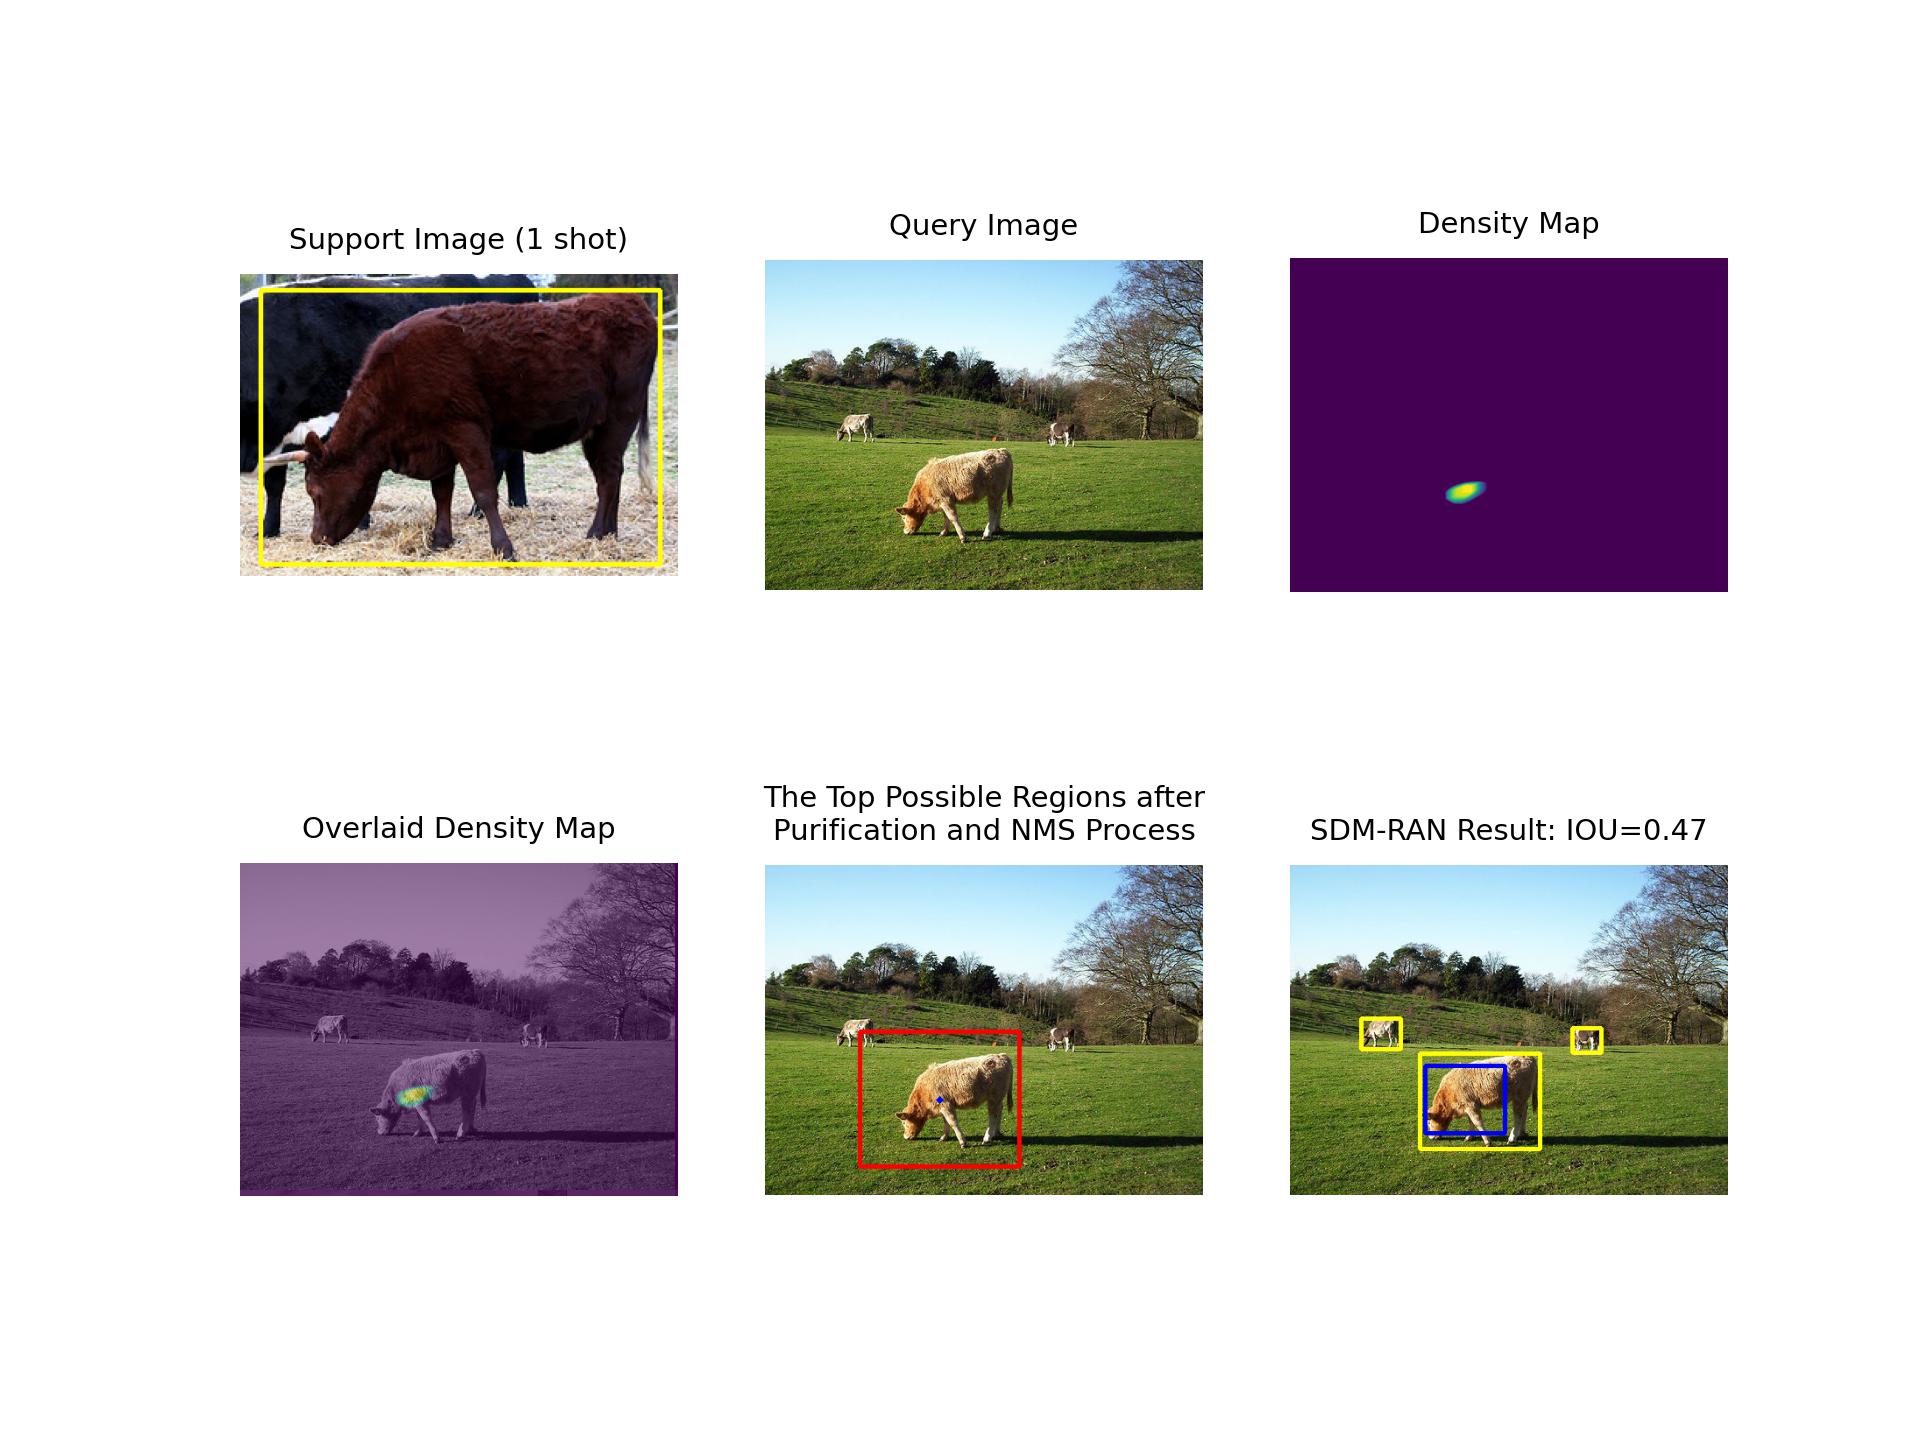 Support Image (1 shot)
Query Image
Density Map
Overlaid Density Map
The Top Possible Regions after
Purification and NMS Process
SDM-RAN Result: IOU=0.47